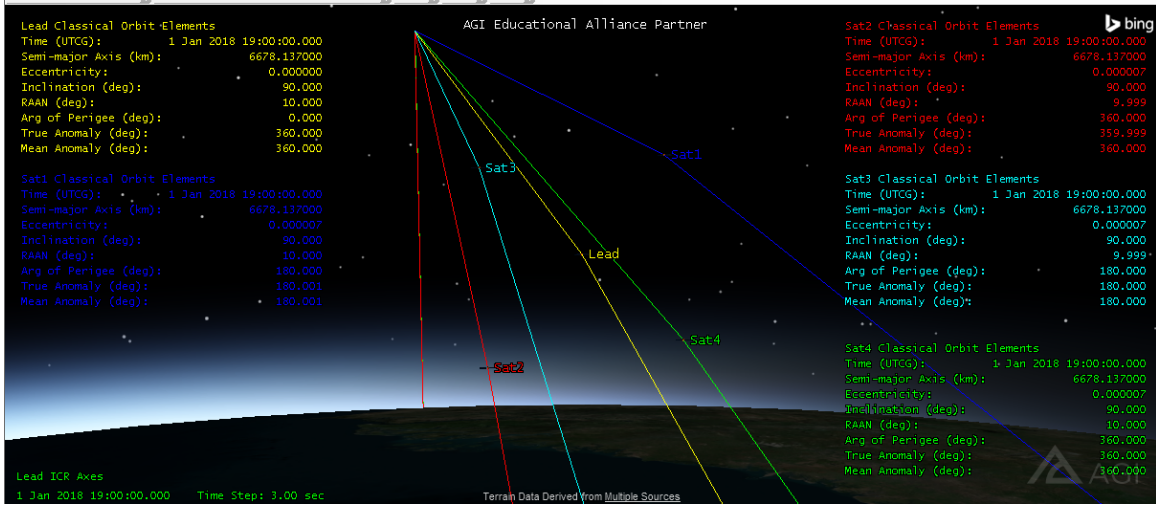 AGI Educational Alliance Partner
bing
Lead Classical Orbit Elements
Time (UTCG): 1 Jan 2018 19:00:00.000
Semi-major Axis (km): 6678.137000
Eccentricity: 0.000000
Inclination (deg): 90.000
RAAN (deg): 10.000
Arg of Perigee (deg): 0.000
True Anomaly (deg): 360.000
Mean Anomaly (deg): 360.000
Sat1 Classical Orbit Elements
Time (UTCG): 1 Jan 2018 19:00:00.000
Semi-major Axis (km): 6678.137000
Eccentricity: 0.000007
Inclination (deg): 90.000
RAAN (deg): 10.000
Arg of Perigee (deg): 180.000
True Anomaly (deg): 180.001
Mean Anomaly (deg): 180.001
Sat2 Classical Orbit Elements
Time (UTCG): 1 Jan 2018 19:00:00.000
Semi-major Axis (km): 6678.137000
Eccentricity: 0.000007
Inclination (deg): 90.000
RAAN (deg): 9.999
Arg of Perigee (deg): 360.000
True Anomaly (deg): 359.999
Mean Anomaly (deg): 360.000
Sat3 Classical Orbit Elements
Time (UTCG): 1 Jan 2018 19:00:00.000
Semi-major Axis (km): 6678.137000
Eccentricity: 0.000007
Inclination (deg): 90.000
RAAN (deg): 9.999
Arg of Perigee (deg): 180.000
True Anomaly (deg): 180.000
Mean Anomaly (deg): 180.000
Sat4 Classical Orbit Elements
Time (UTCG): 1 Jan 2018 19:00:00.000
Semi-major Axis (km): 6678.137000
Eccentricity: 0.000007
Inclination (deg): 90.000
RAAN (deg): 10.000
Arg of Perigee (deg): 360.000
True Anomaly (deg): 360.000
Mean Anomaly (deg): 360.000
Sat1
Sat3
Lead
Sat4
Sat2
AGI
Lead ICR Axes
1 Jan 2018 19:00:00.000 Time Step: 3.00 sec
Terrain Data Derived from Multiple Sources